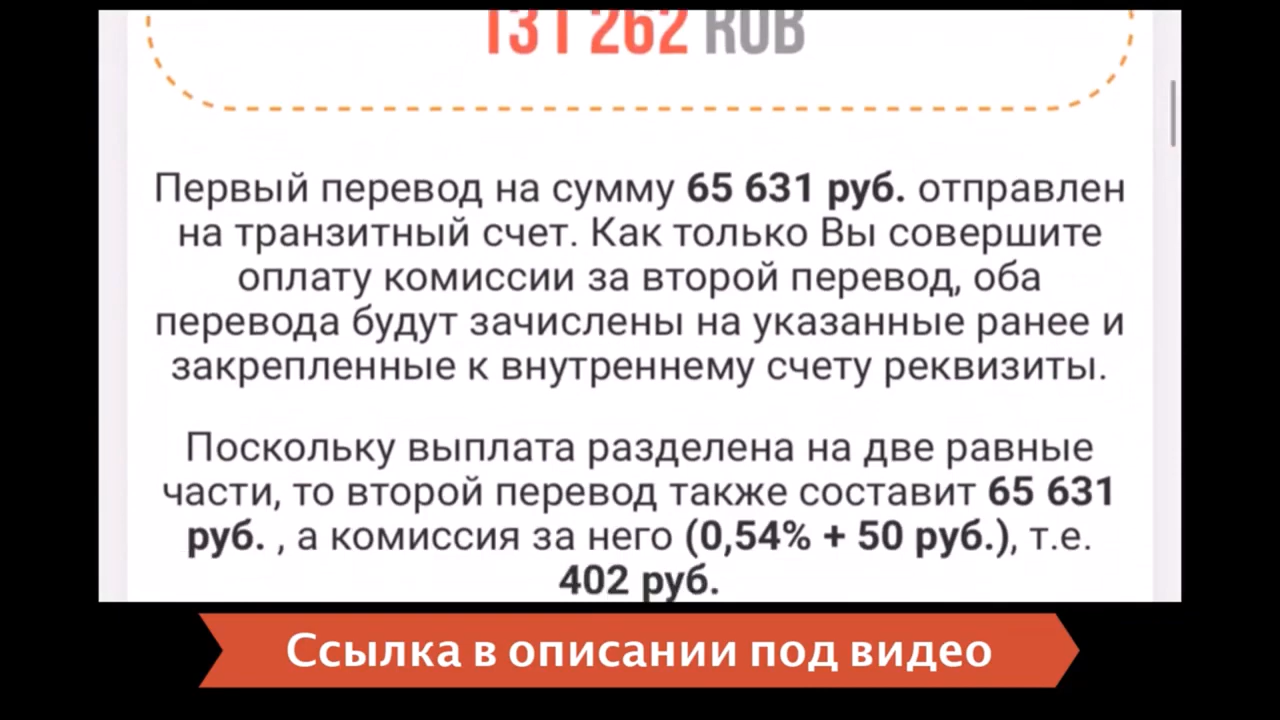 131 262 RUB
Первый перевод на сумму 65 631 руб. отправлен
на транзитный счет. Как только Вы совершите
оплату комиссии за второй перевод, оба
перевода будут зачислены на указанные ранее и
закрепленные к внутреннему счету реквизиты.
Поскольку выплата разделена на две равные
части, то второй перевод также составит 65 631
руб. , а комиссия за него (0,54% + 50 руб.), т.е.
402 руб.
Ссылка в описании под видео